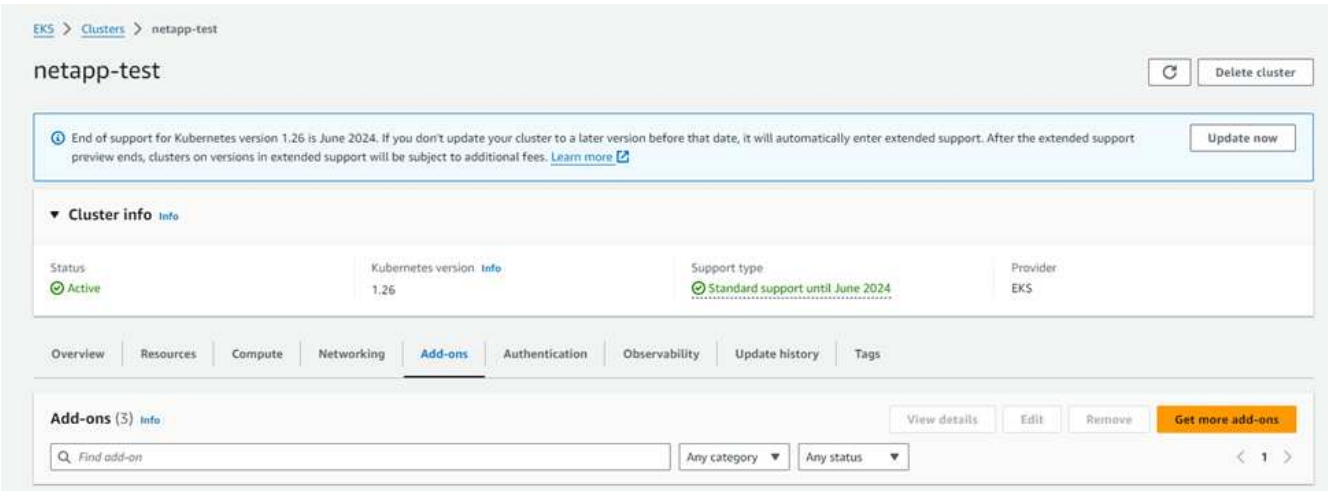 EKS > Clusters > netapp-test
netapp-test
Delete cluster
End of support for Kubernetes version 1.26 is June 2024. If you don't update your cluster to a later version before that date, it will automatically enter extended support. After the extended support
preview ends, clusters on versions in extended support will be subject to additional fees. Learn more
Update now
Cluster info Info
Status
Active
Kubernetes version Info
1.26
Support type
Standard support until June 2024
Provider
EKS
Overview Resources Compute Networking Add-ons Authentication Observability Update history Tags
Add-ons (3) Info
View details Edit Remove Get more add-ons
Find add-on
Any category Any status
< 1 >